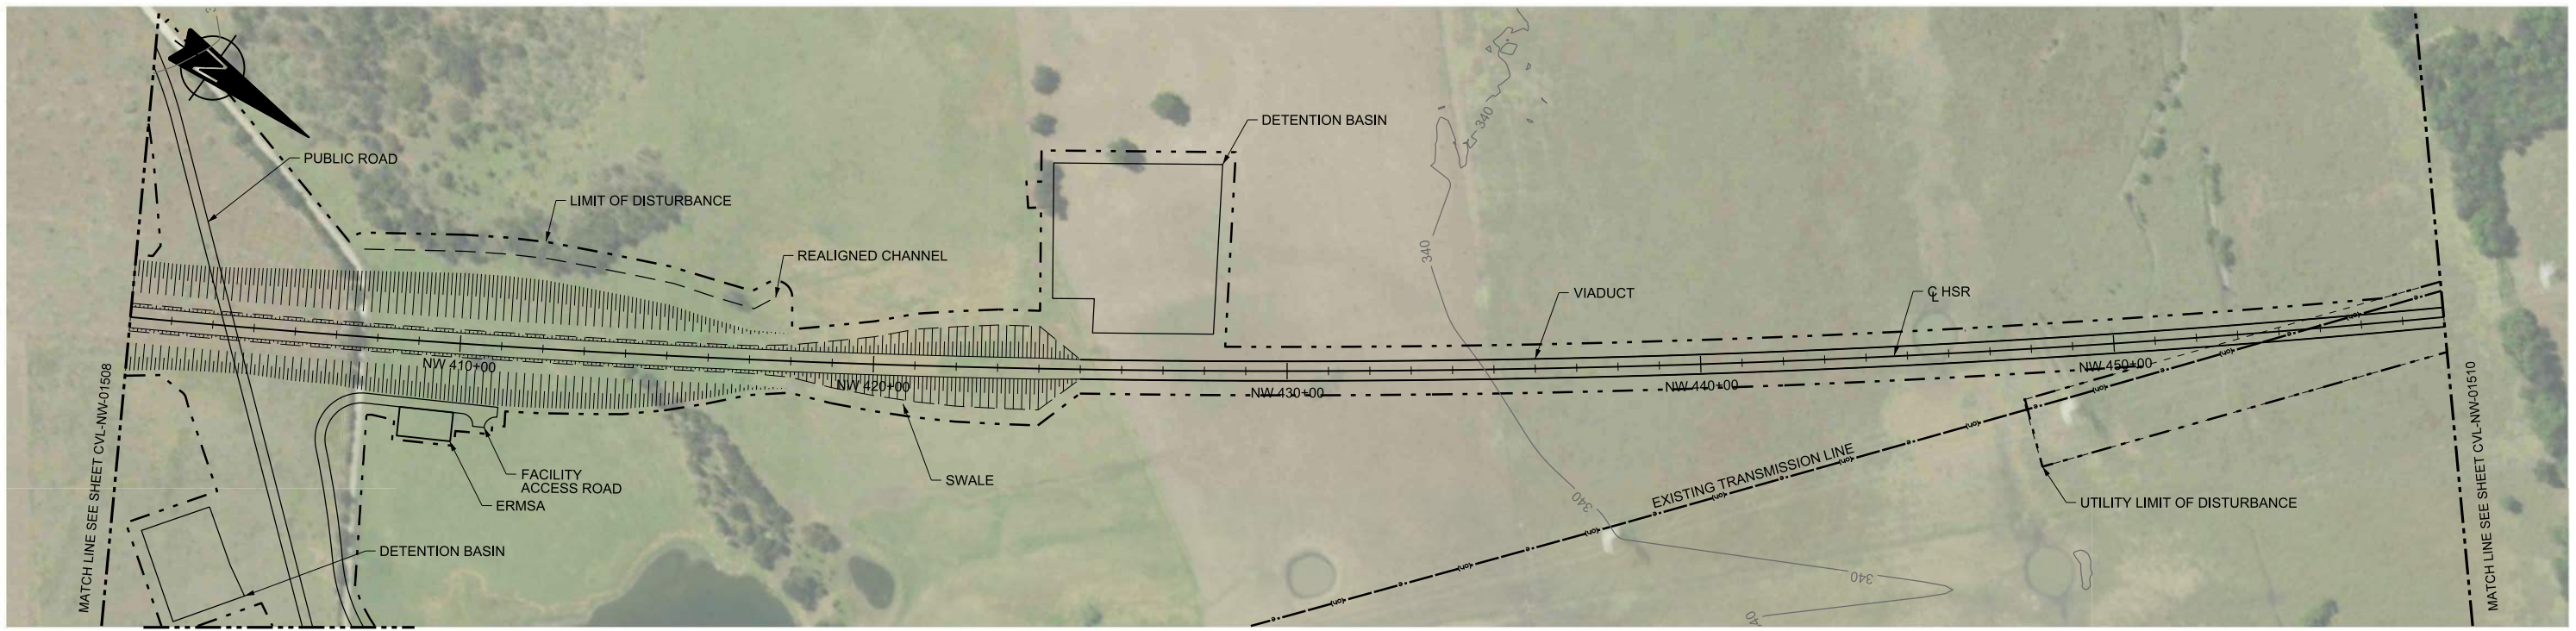 N
PUBLIC ROAD
LIMIT OF DISTURBANCE
REALIGNED CHANNEL
DETENTION BASIN
340
340
VIADUCT
℄ HSR
NW 410+00
NW 420+00
NW 430+00
NW 440+00
NW 450+00
MATCH LINE SEE SHEET CVL-NW-01508
MATCH LINE SEE SHEET CVL-NW-01510
FACILITY
ACCESS ROAD
ERMSA
SWALE
DETENTION BASIN
EXISTING TRANSMISSION LINE
UTILITY LIMIT OF DISTURBANCE
340
340